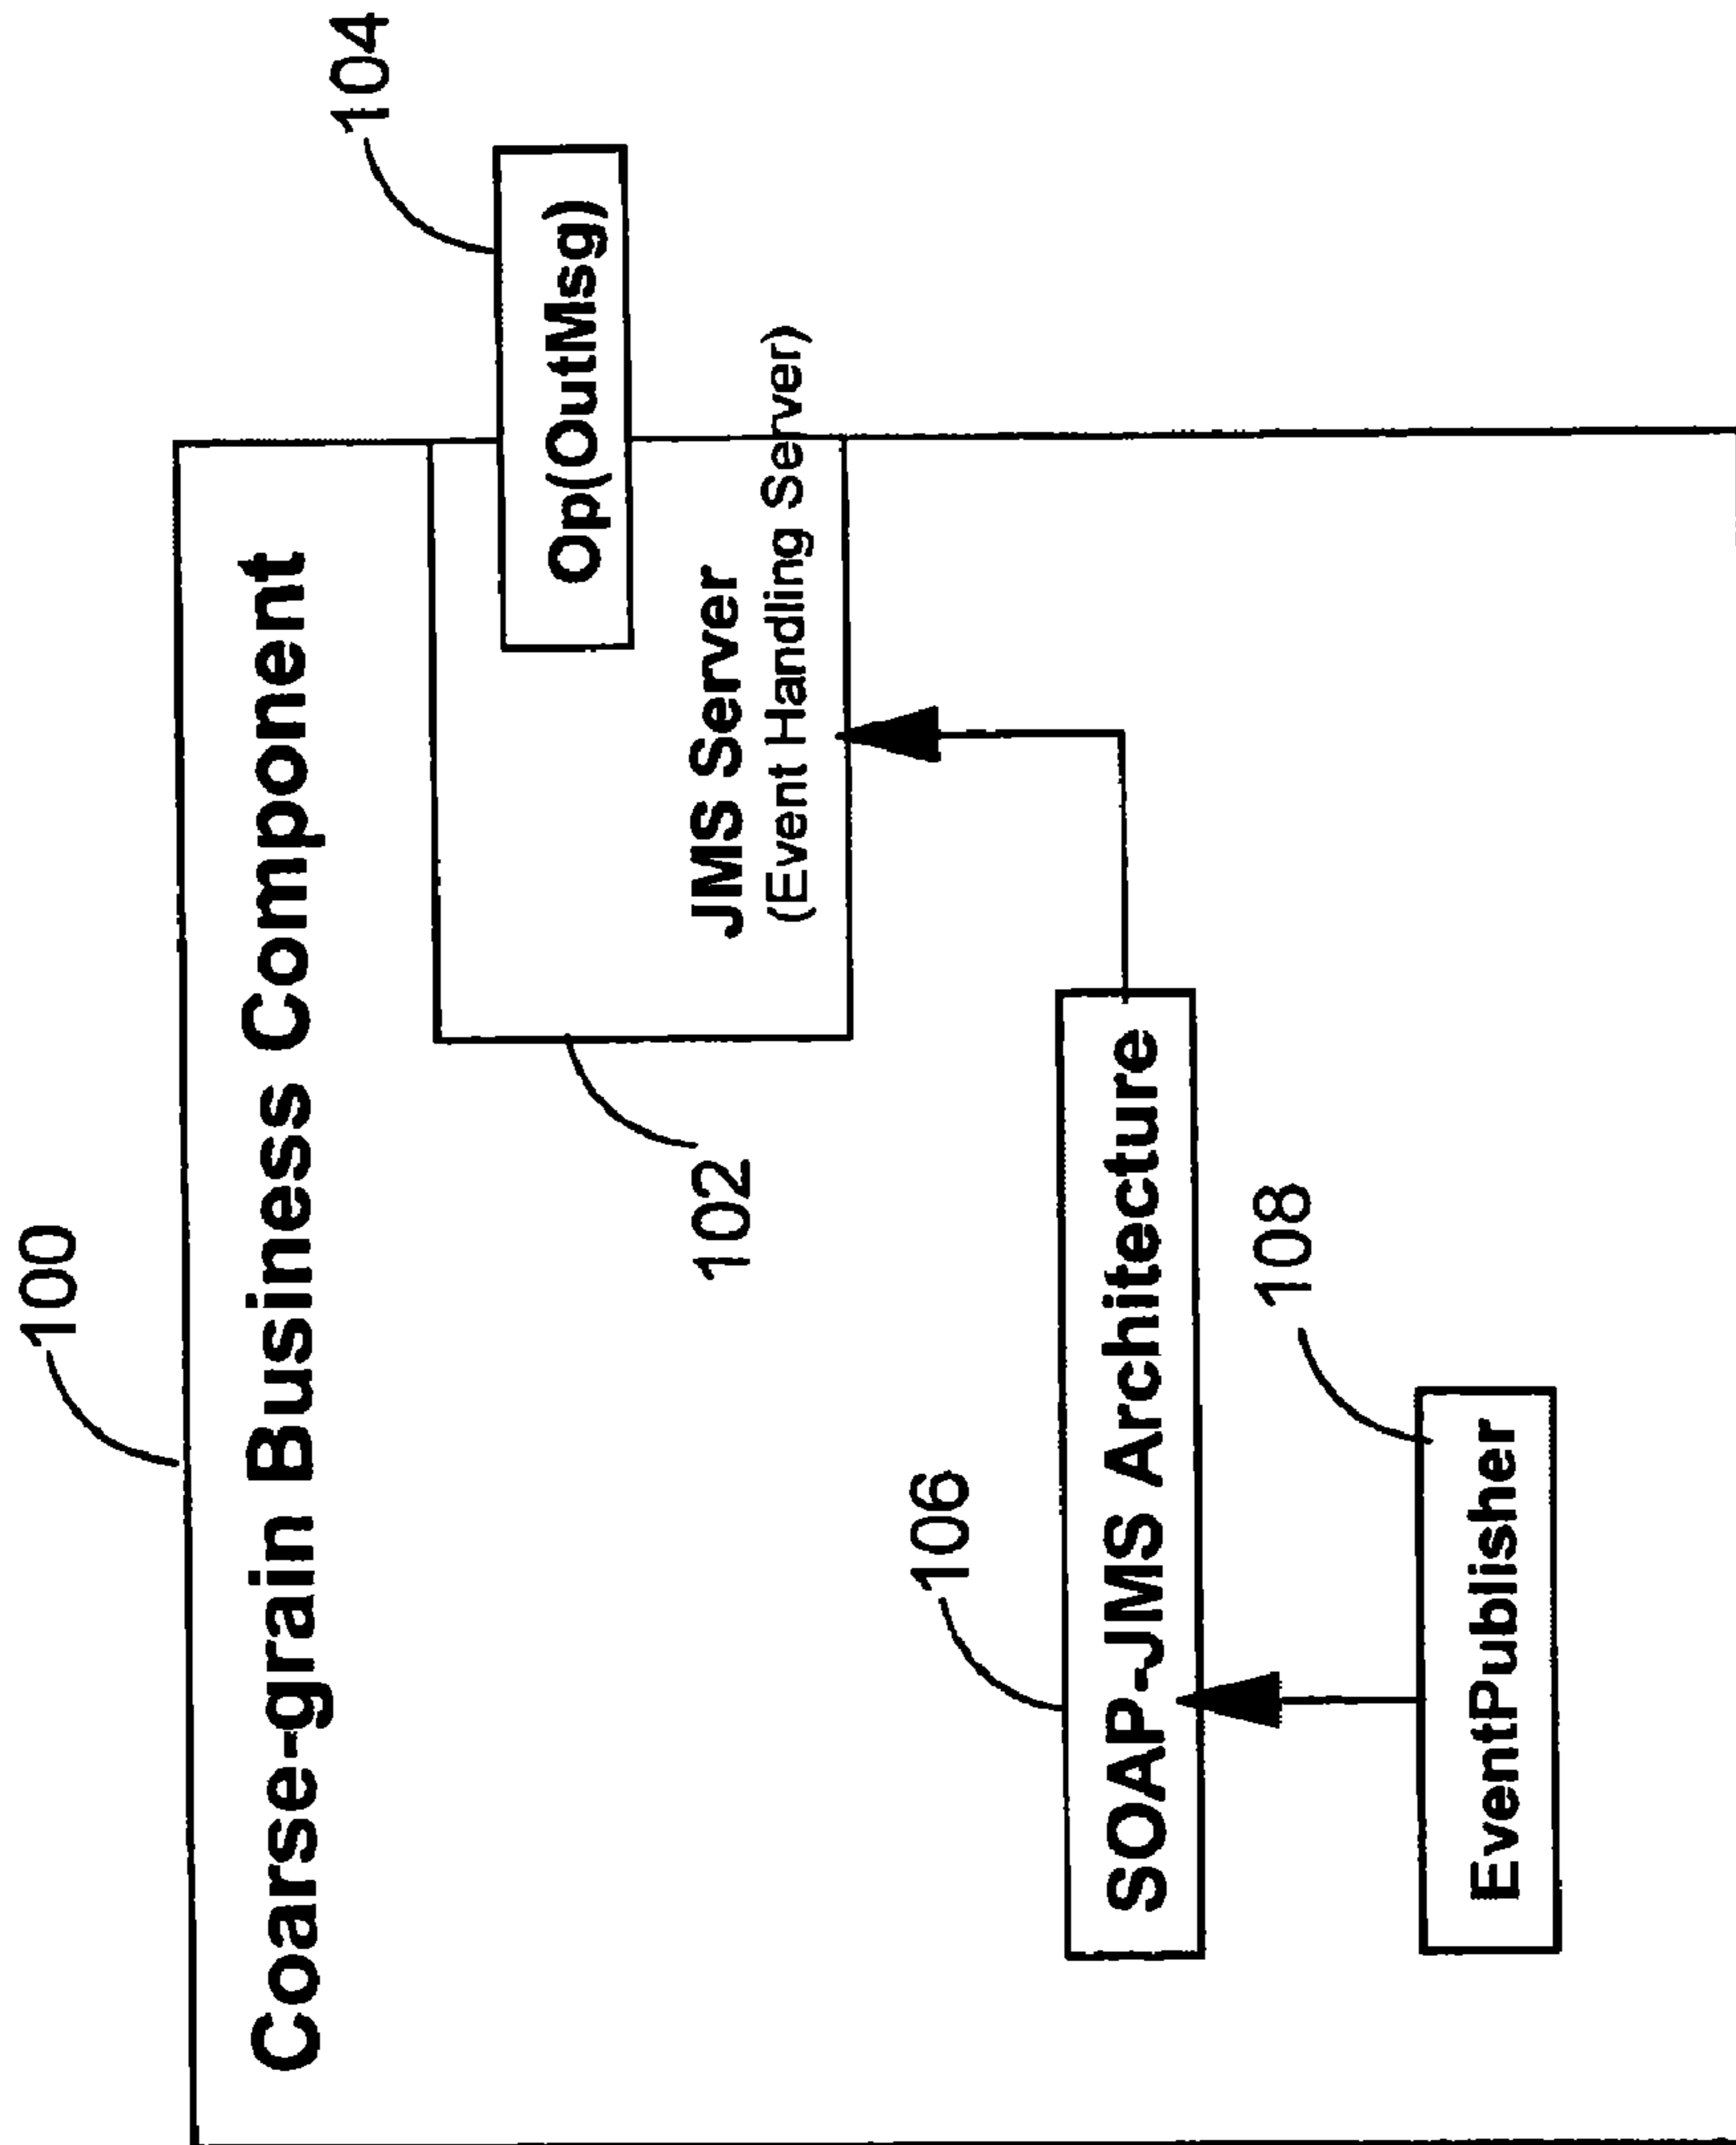 100
Coarse-grain Business Component
104
Op(OutMsg)
JMS Server
(Event Handling Server)
102
106
SOAP-JMS Architecture
108
EventPublisher